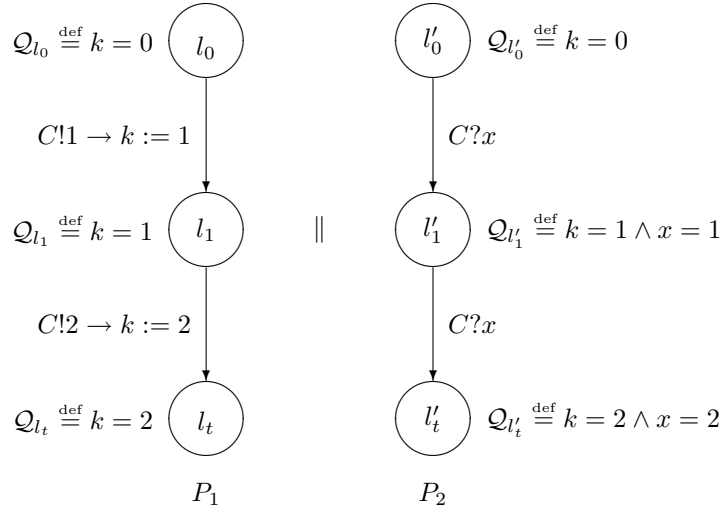 𝒬_{l_0} ≝ k = 0 l_0 l'_0 𝒬_{l'_0} ≝ k = 0
C!1 → k := 1 C?x
𝒬_{l_1} ≝ k = 1 l_1 ∥ l'_1 𝒬_{l'_1} ≝ k = 1 ∧ x = 1
C!2 → k := 2 C?x
𝒬_{l_t} ≝ k = 2 l_t l'_t 𝒬_{l'_t} ≝ k = 2 ∧ x = 2
P_1 P_2